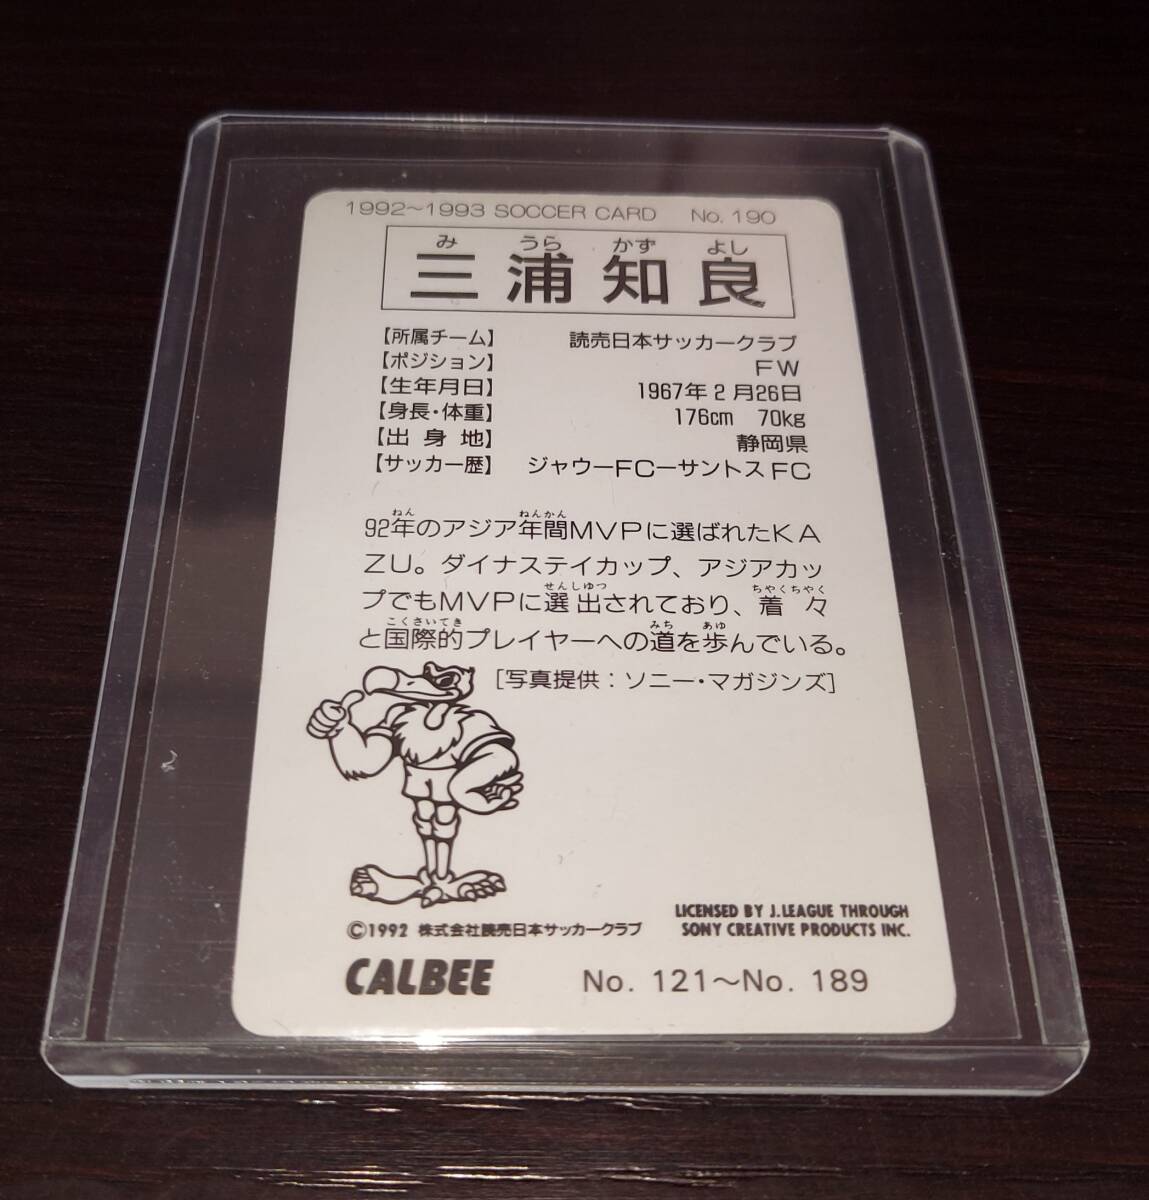 1992〜1993 SOCCER CARD No. 190
み うら かず よし
三浦知良
【所属チーム】 読売日本サッカークラブ
【ポジション】 FW
【生年月日】 1967年2月26日
【身長・体重】 176cm 70kg
【出身地】 静岡県
【サッカー歴】 ジャウーFCーサントスFC
ねん ねんかん
92年のアジア年間MVPに選ばれたKA
ZU。ダイナステイカップ、アジアカッ
せんしゆつ ちやくちやく
プでもMVPに選出されており、着々
こくさいてき みち あゆ
と国際的プレイヤーへの道を歩んでいる。
[写真提供：ソニー・マガジンズ]
LICENSED BY J.LEAGUE THROUGH
SONY CREATIVE PRODUCTS INC.
©1992 株式会社読売日本サッカークラブ
CALBEE No. 121〜No. 189